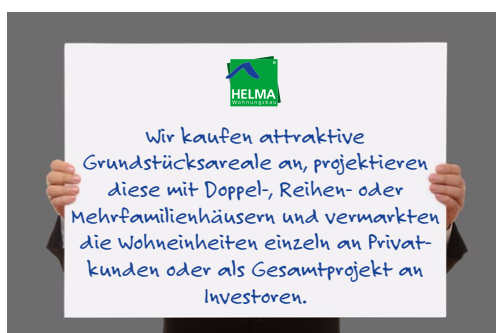 HELMA
Wohnungsbau
Wir kaufen attraktive
Grundstücksareale an, projektieren
diese mit Doppel-, Reihen- oder
Mehrfamilienhäusern und vermarkten
die Wohneinheiten einzeln an Privat-
kunden oder als Gesamtprojekt an
Investoren.